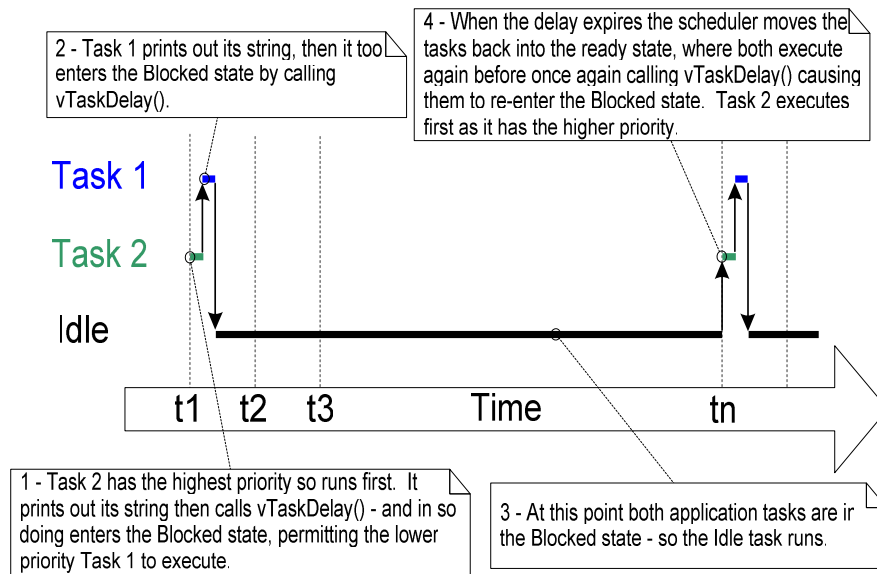 2 - Task 1 prints out its string, then it too
enters the Blocked state by calling
vTaskDelay().
4 - When the delay expires the scheduler moves the
tasks back into the ready state, where both execute
again before once again calling vTaskDelay() causing
them to re-enter the Blocked state. Task 2 executes
first as it has the higher priority.
Task 1
Task 2
Idle
t1 t2 t3 Time tn
1 - Task 2 has the highest priority so runs first. It
prints out its string then calls vTaskDelay() - and in so
doing enters the Blocked state, permitting the lower
priority Task 1 to execute.
3 - At this point both application tasks are in
the Blocked state - so the Idle task runs.